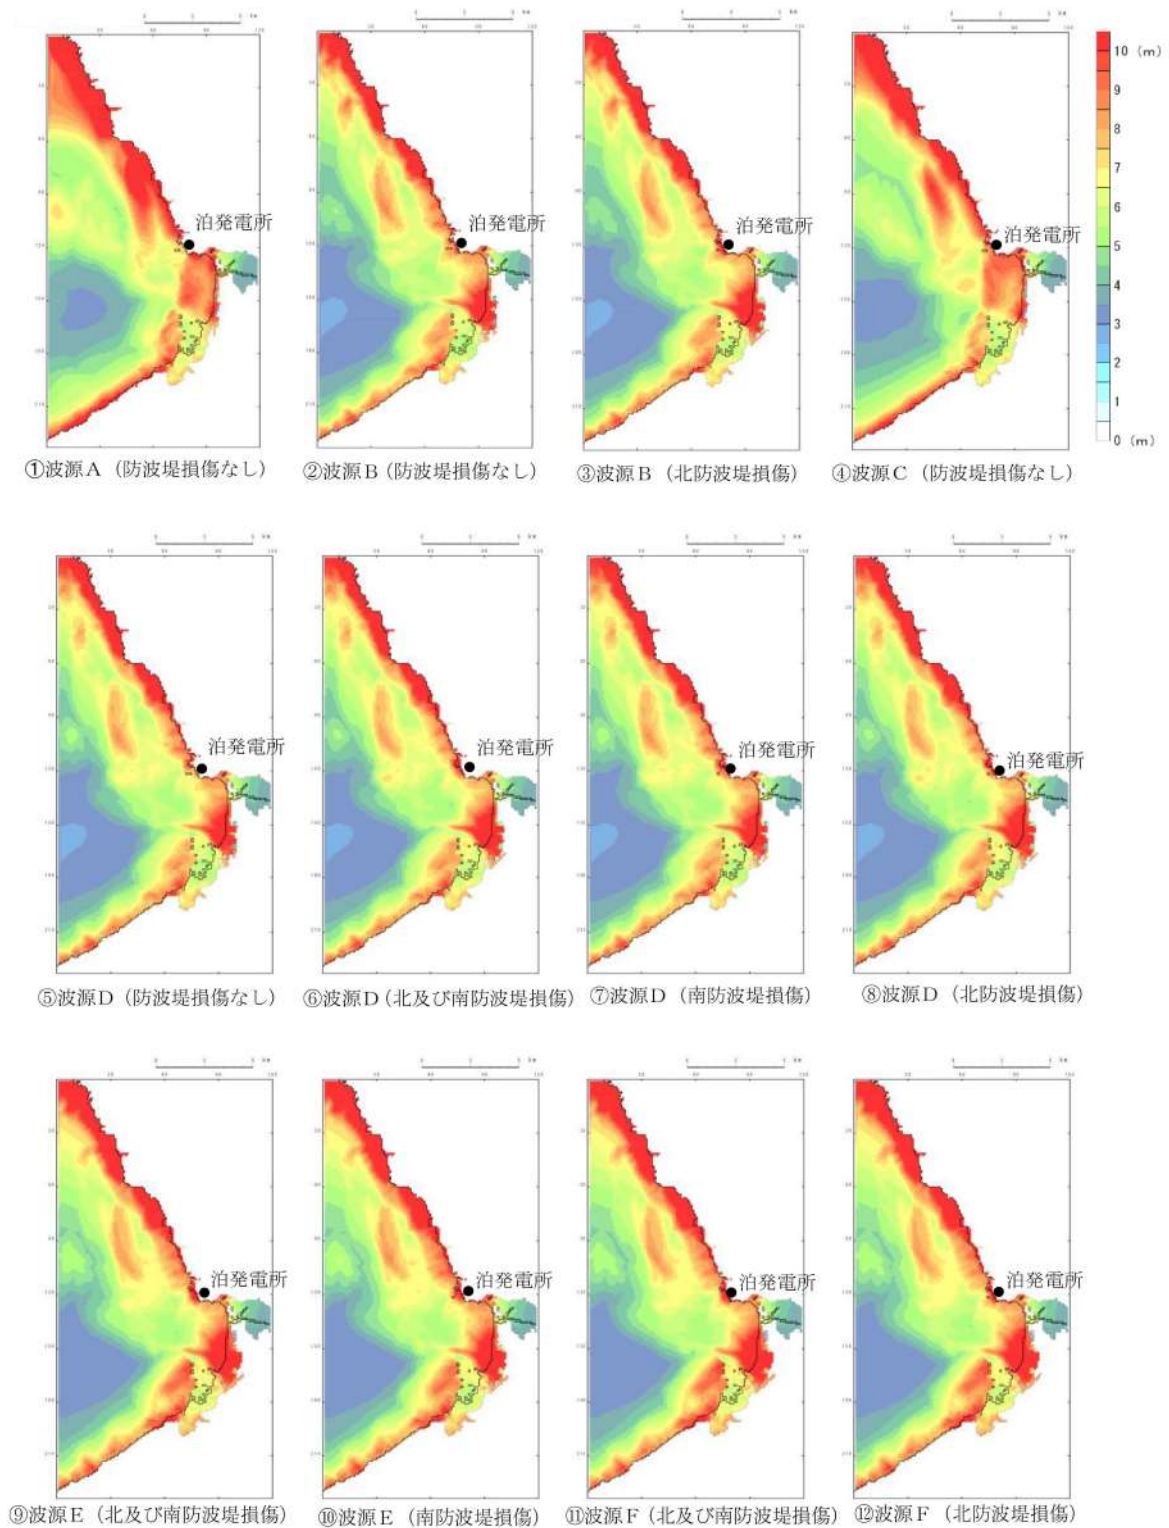 10 (m)
9
8
7
6
5
4
3
2
1
0 (m)
泊発電所
泊発電所
泊発電所
泊発電所
①波源A（防波堤損傷なし）
②波源B（防波堤損傷なし）
③波源B（北防波堤損傷）
④波源C（防波堤損傷なし）
泊発電所
泊発電所
泊発電所
泊発電所
⑤波源D（防波堤損傷なし）
⑥波源D（北及び南防波堤損傷）
⑦波源D（南防波堤損傷）
⑧波源D（北防波堤損傷）
泊発電所
泊発電所
泊発電所
泊発電所
⑨波源E（北及び南防波堤損傷）
⑩波源E（南防波堤損傷）
⑪波源F（北及び南防波堤損傷）
⑫波源F（北防波堤損傷）